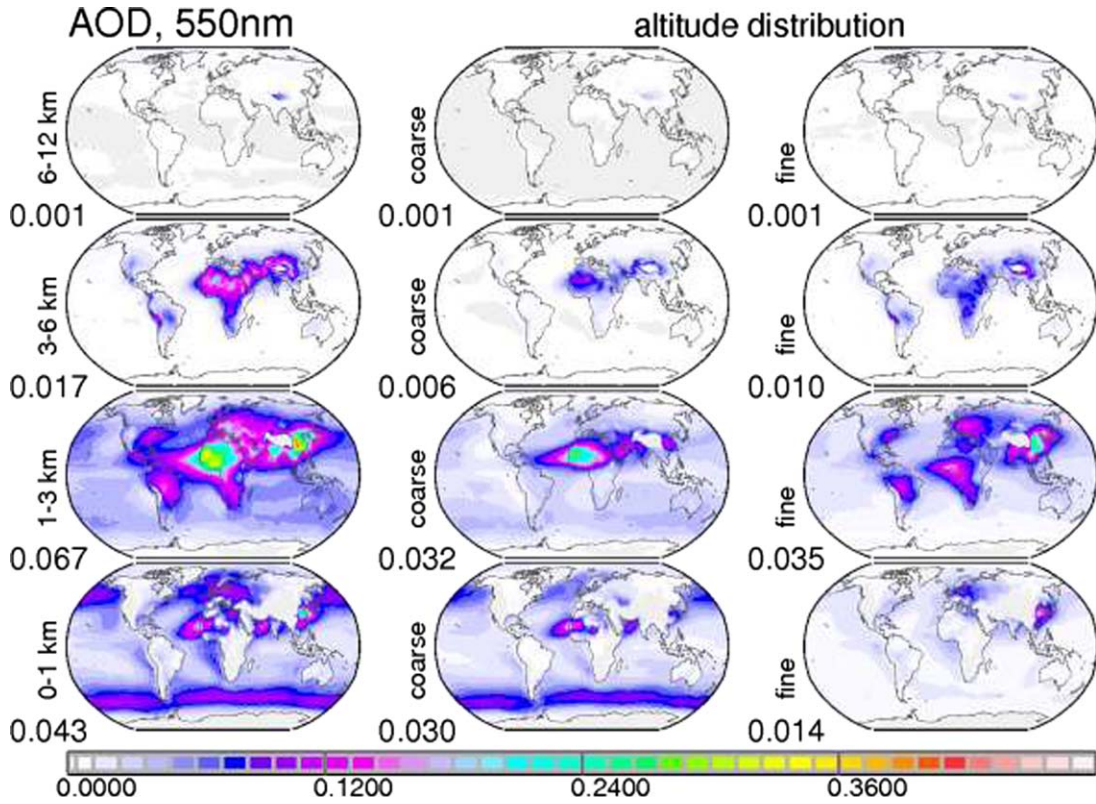 AOD, 550nm altitude distribution
6-12 km coarse fine
0.001 0.001 0.001
3-6 km coarse fine
0.017 0.006 0.010
1-3 km coarse fine
0.067 0.032 0.035
0-1 km coarse fine
0.043 0.030 0.014
0.0000 0.1200 0.2400 0.3600